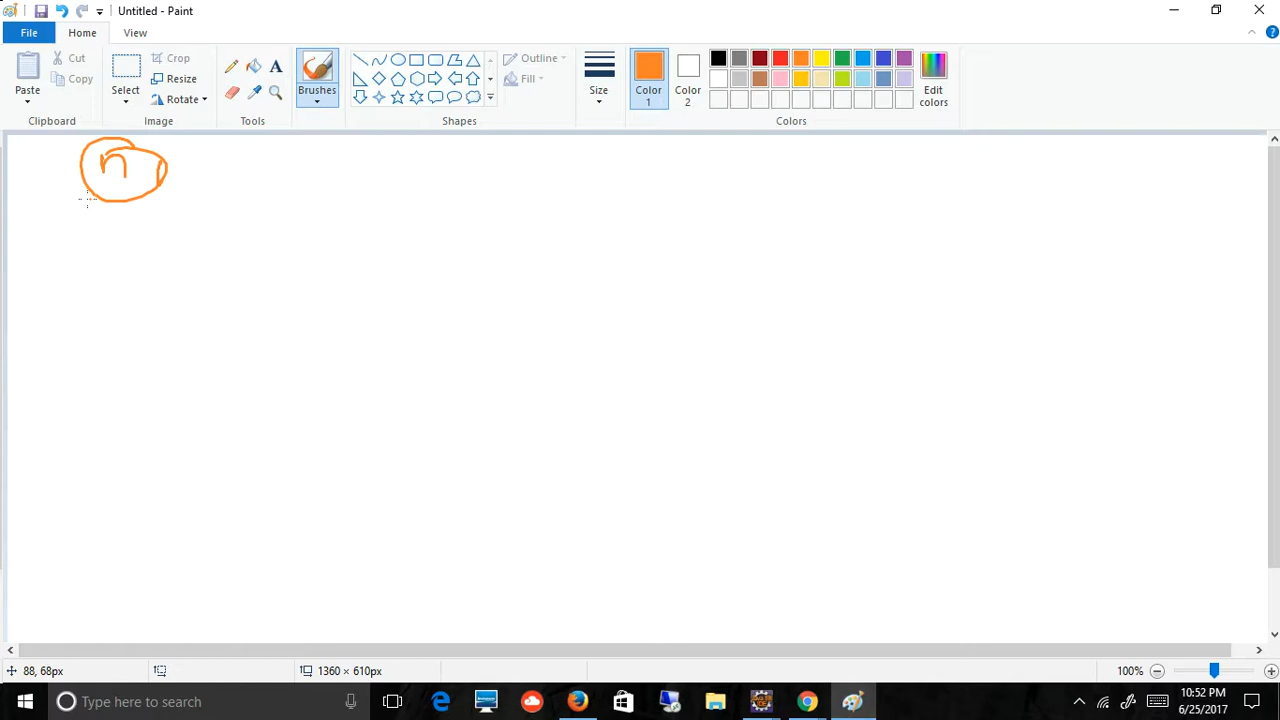 Untitled - Paint
File Home View
Paste
Cut
Copy
Clipboard
Select
Crop
Resize
Rotate
Image
Tools
Brushes
Outline
Fill
Shapes
Size
Color 1
Color 2
Edit colors
Colors
n
88, 68px
1360 × 610px
100%
Type here to search
10:52 PM
6/25/2017